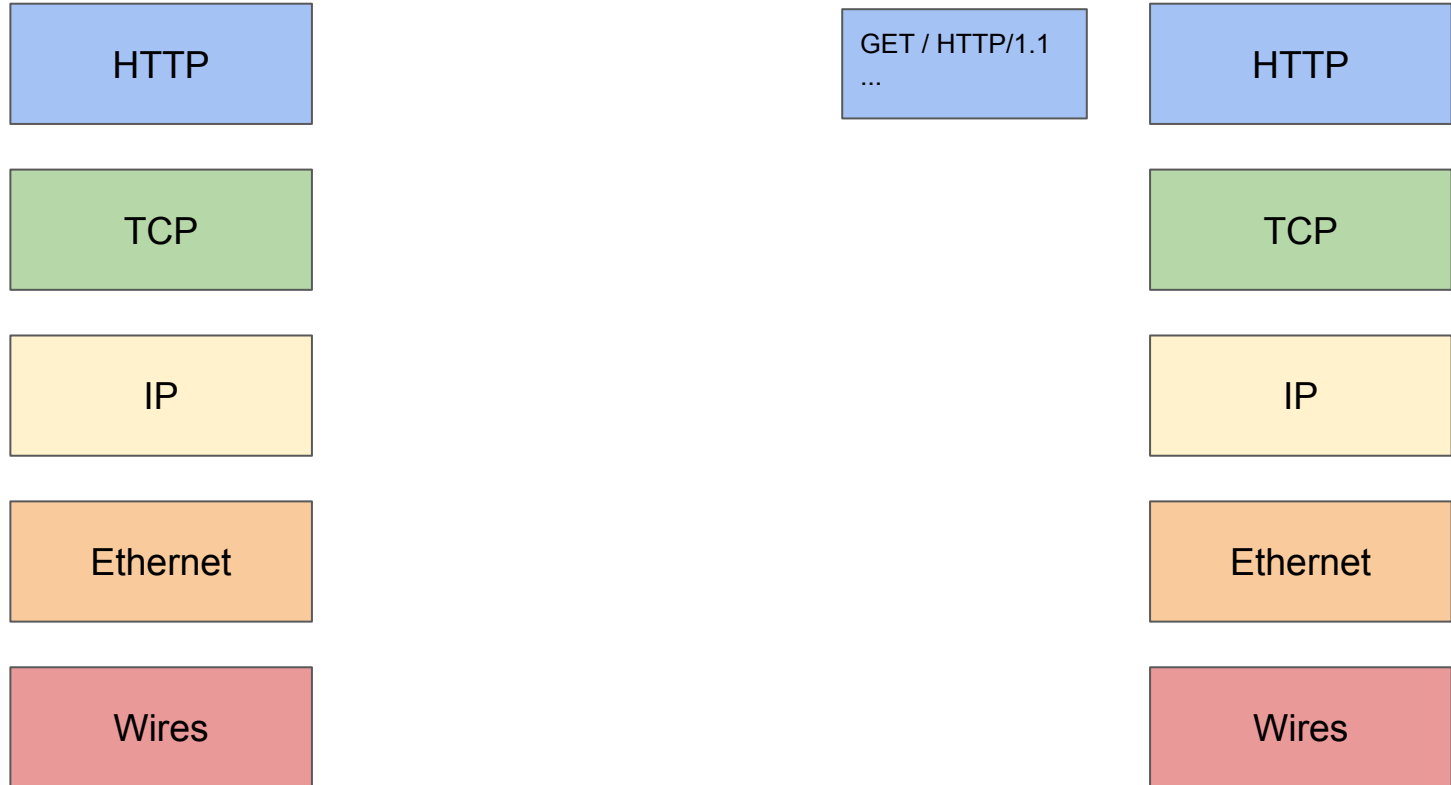 HTTP
GET / HTTP/1.1
...
HTTP
TCP
TCP
IP
IP
Ethernet
Ethernet
Wires
Wires